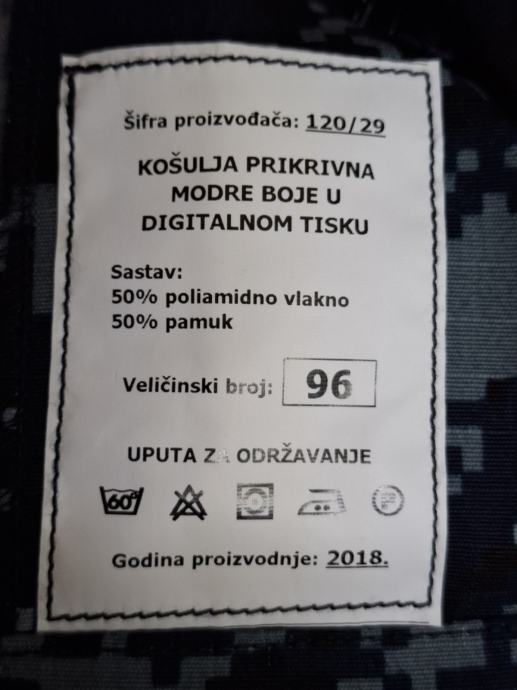 Šifra proizvođača: 120/29
KOŠULJA PRIKRIVNA
MODRE BOJE U
DIGITALNOM TISKU
Sastav:
50% poliamidno vlakno
50% pamuk
Veličinski broj: 96
UPUTA ZA ODRŽAVANJE
60° P
Godina proizvodnje: 2018.